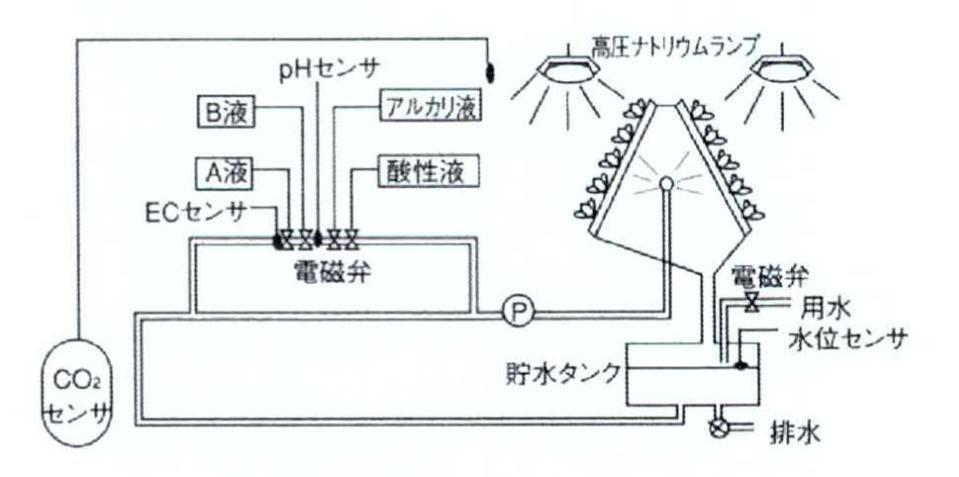 高圧ナトリウムランプ
pHセンサ
B液
アルカリ液
A液
酸性液
ECセンサ
電磁弁
P
電磁弁
用水
水位センサ
貯水タンク
CO₂
センサ
排水